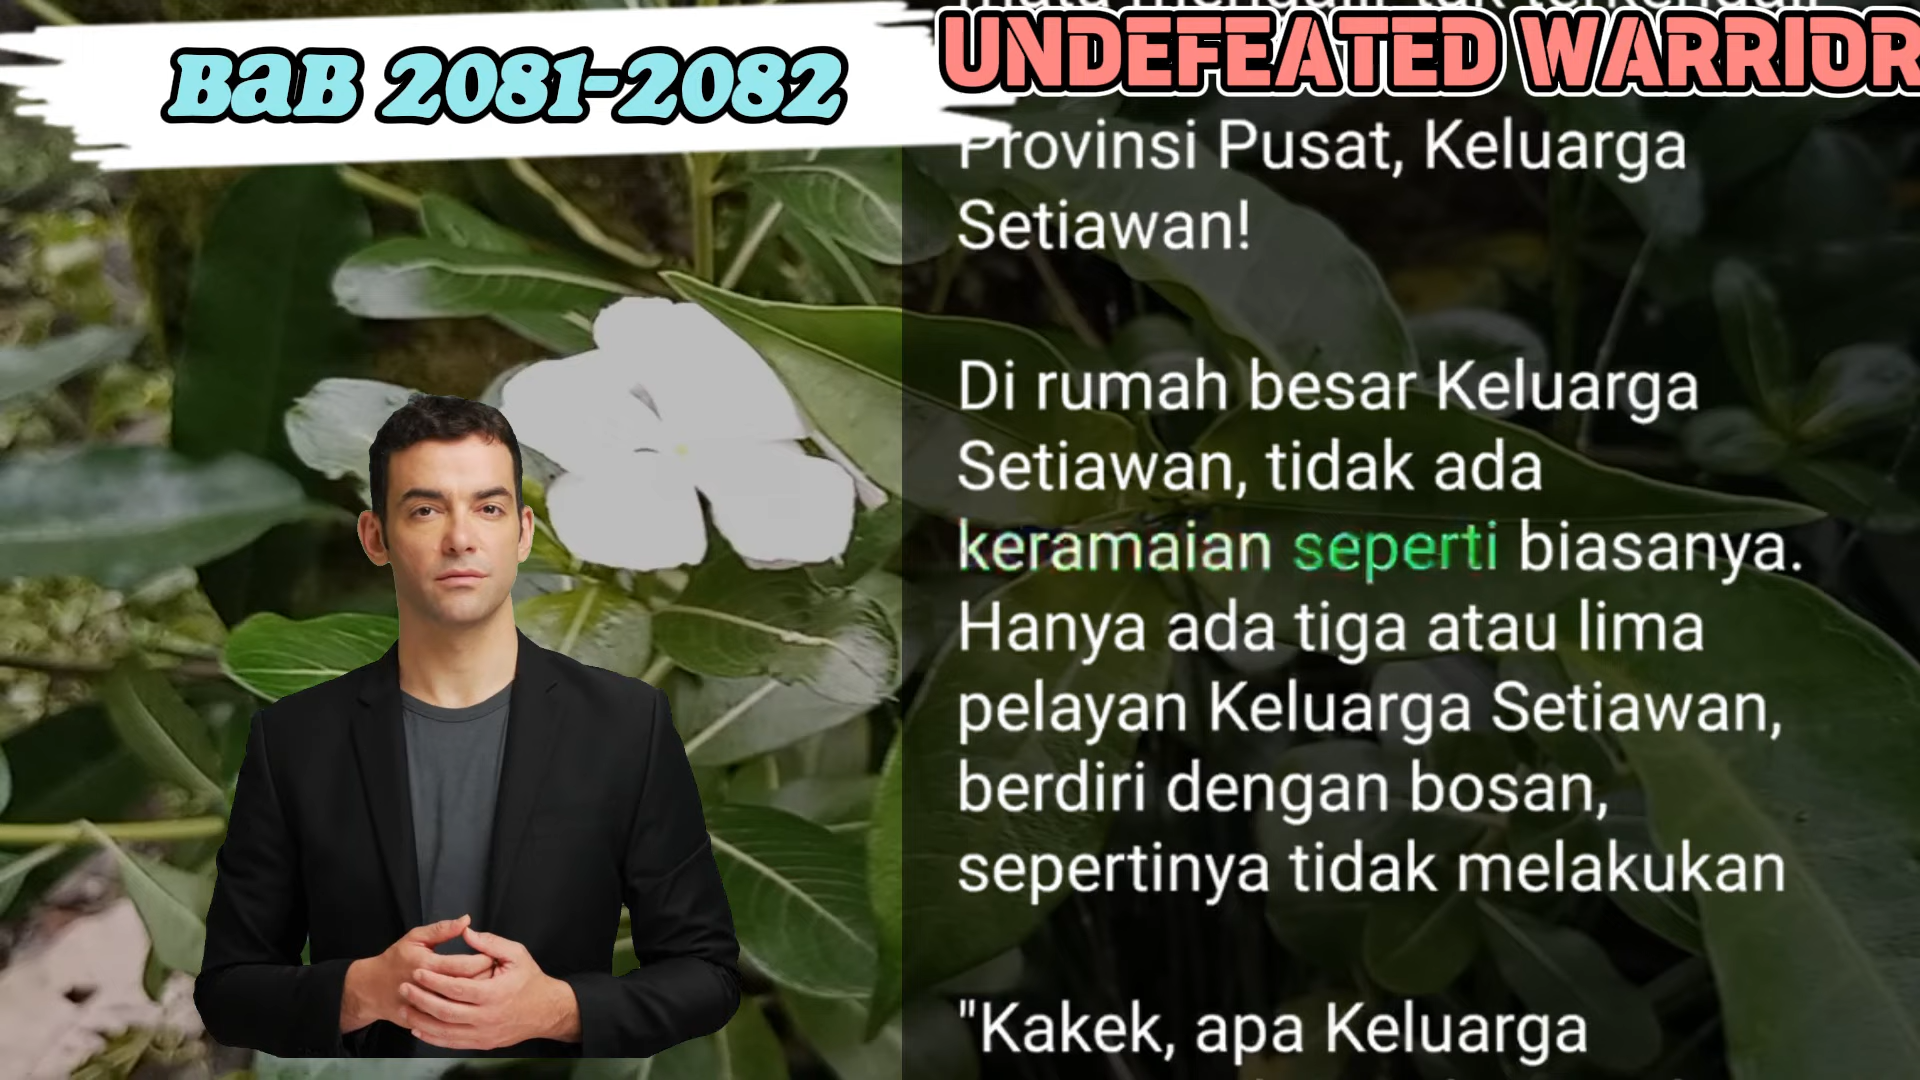 BAB 2081-2082
UNDEFEATED WARRIOR
Provinsi Pusat, Keluarga
Setiawan!
Di rumah besar Keluarga
Setiawan, tidak ada
keramaian seperti biasanya.
Hanya ada tiga atau lima
pelayan Keluarga Setiawan,
berdiri dengan bosan,
sepertinya tidak melakukan
"Kakek, apa Keluarga